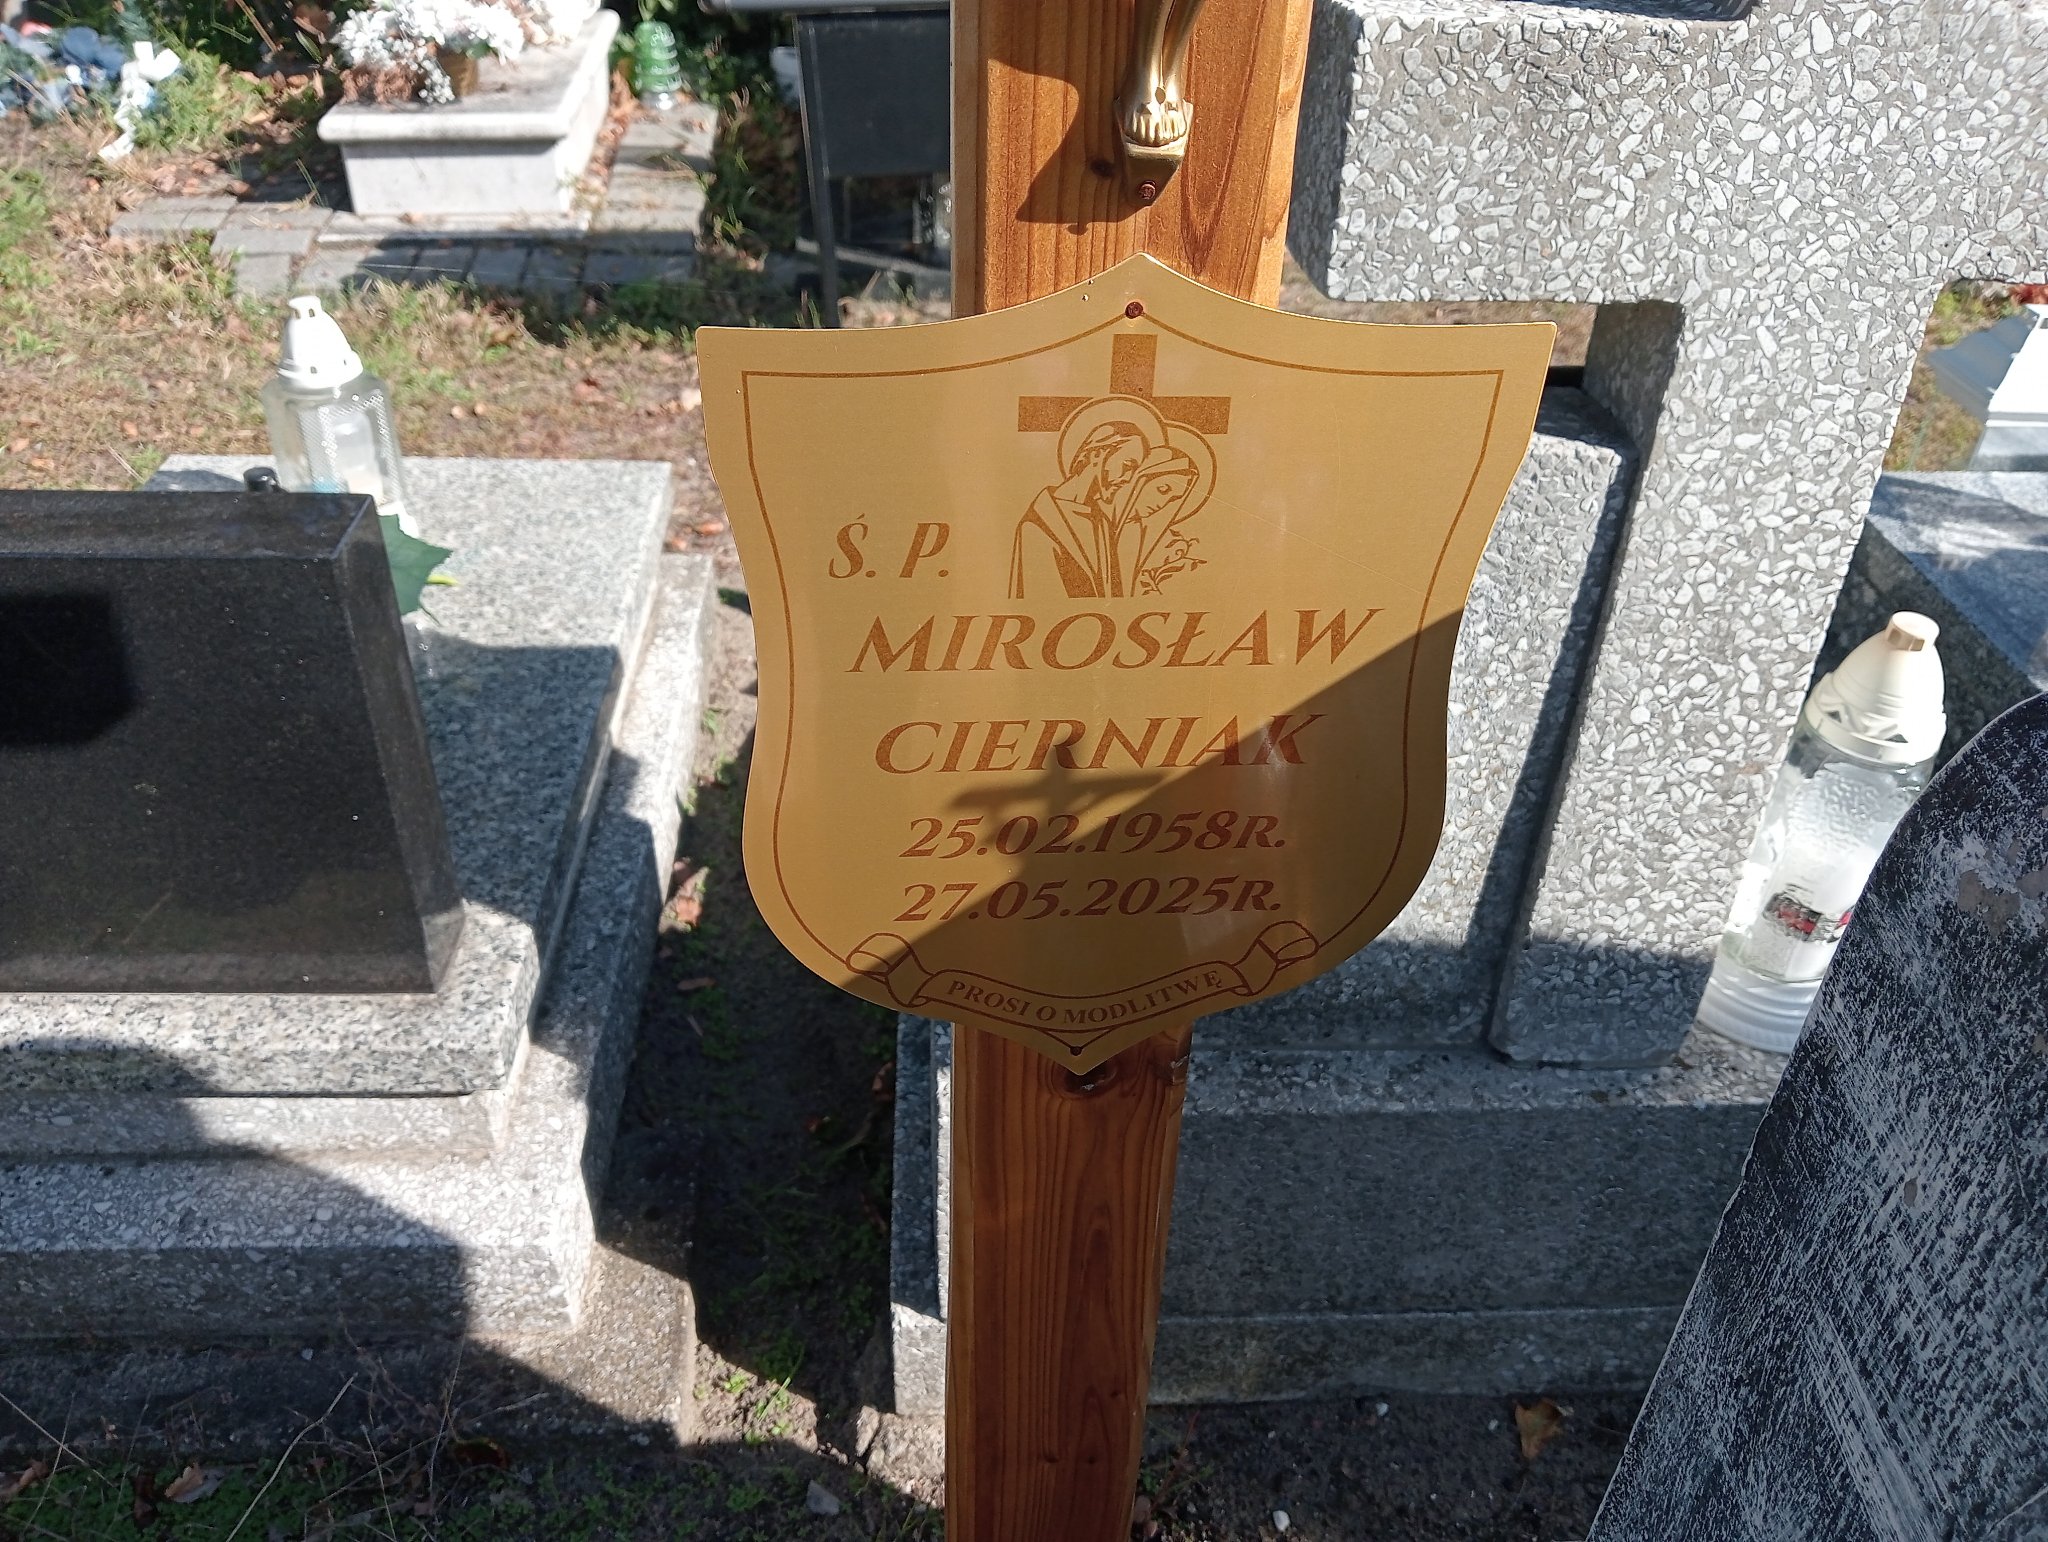 Ś. P.
MIROSŁAW
CIERNIAK
25.02.1958R.
27.05.2025R.
PROSI O MODLITWĘ